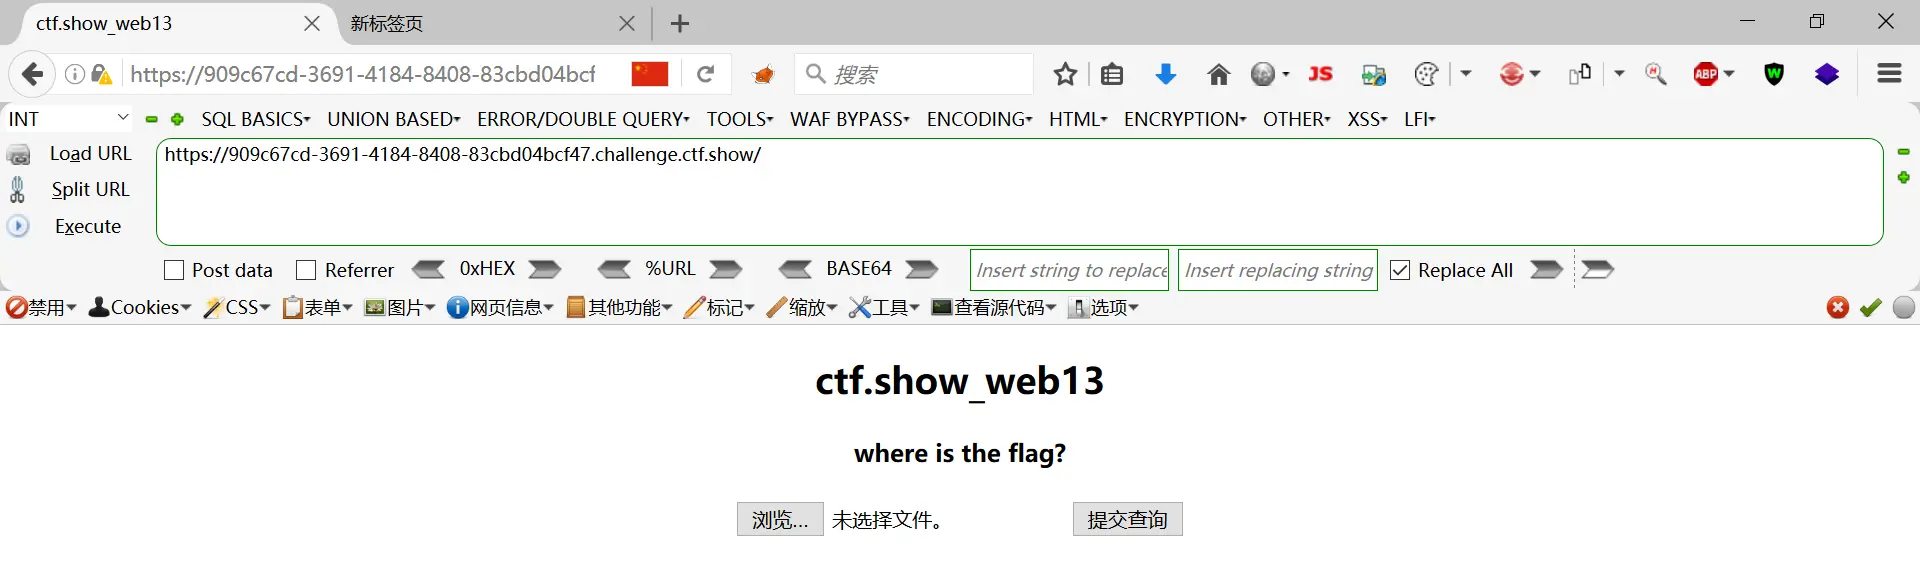 ctf.show_web13 新标签页
https://909c67cd-3691-4184-8408-83cbd04bcf 搜索 JS ABP W
INT SQL BASICS UNION BASED ERROR/DOUBLE QUERY TOOLS WAF BYPASS ENCODING HTML ENCRYPTION OTHER XSS LFI
Load URL https://909c67cd-3691-4184-8408-83cbd04bcf47.challenge.ctf.show/
Split URL
Execute
Post data Referrer 0xHEX %URL BASE64 Insert string to replace Insert replacing string Replace All
禁用 Cookies CSS 表单 图片 网页信息 其他功能 标记 缩放 工具 查看源代码 选项
ctf.show_web13
where is the flag?
浏览... 未选择文件。 提交查询